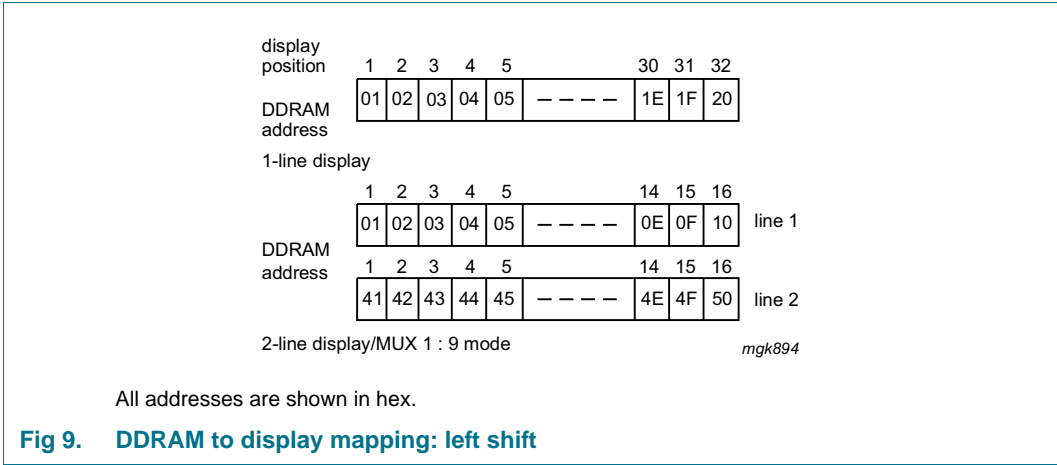 display
position 1 2 3 4 5 30 31 32
01 02 03 04 05 – – – – 1E 1F 20
DDRAM
address
1-line display
1 2 3 4 5 14 15 16
01 02 03 04 05 – – – – 0E 0F 10 line 1
DDRAM
address 1 2 3 4 5 14 15 16
41 42 43 44 45 – – – – 4E 4F 50 line 2
2-line display/MUX 1 : 9 mode mgk894
All addresses are shown in hex.
Fig 9. DDRAM to display mapping: left shift